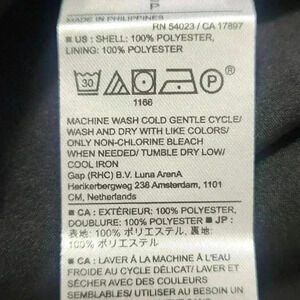 P
MADE IN PHILIPPINES
RN 54023 / CA 17897
■ US : SHELL: 100% POLYESTER,
LINING: 100% POLYESTER
30
P
1166
MACHINE WASH COLD GENTLE CYCLE/
WASH AND DRY WITH LIKE COLORS/
ONLY NON-CHLORINE BLEACH
WHEN NEEDED/ TUMBLE DRY LOW/
COOL IRON
Gap (RHC) B.V. Luna ArenA
Herikerbergweg 238 Amsterdam, 1101
CM, Netherlands
■ CA : EXTÉRIEUR: 100% POLYESTER,
DOUBLURE: 100% POLYESTER ■ JP :
表地: 100% ポリエステル, 裏地:
100% ポリエステル
■ CA : LAVER À LA MACHINE À L'EAU
FROIDE AU CYCLE DÉLICAT/ LAVER ET
SÉCHER AVEC DES COULEURS
SEMBLABLES/ UTILISER AU BESOIN UN